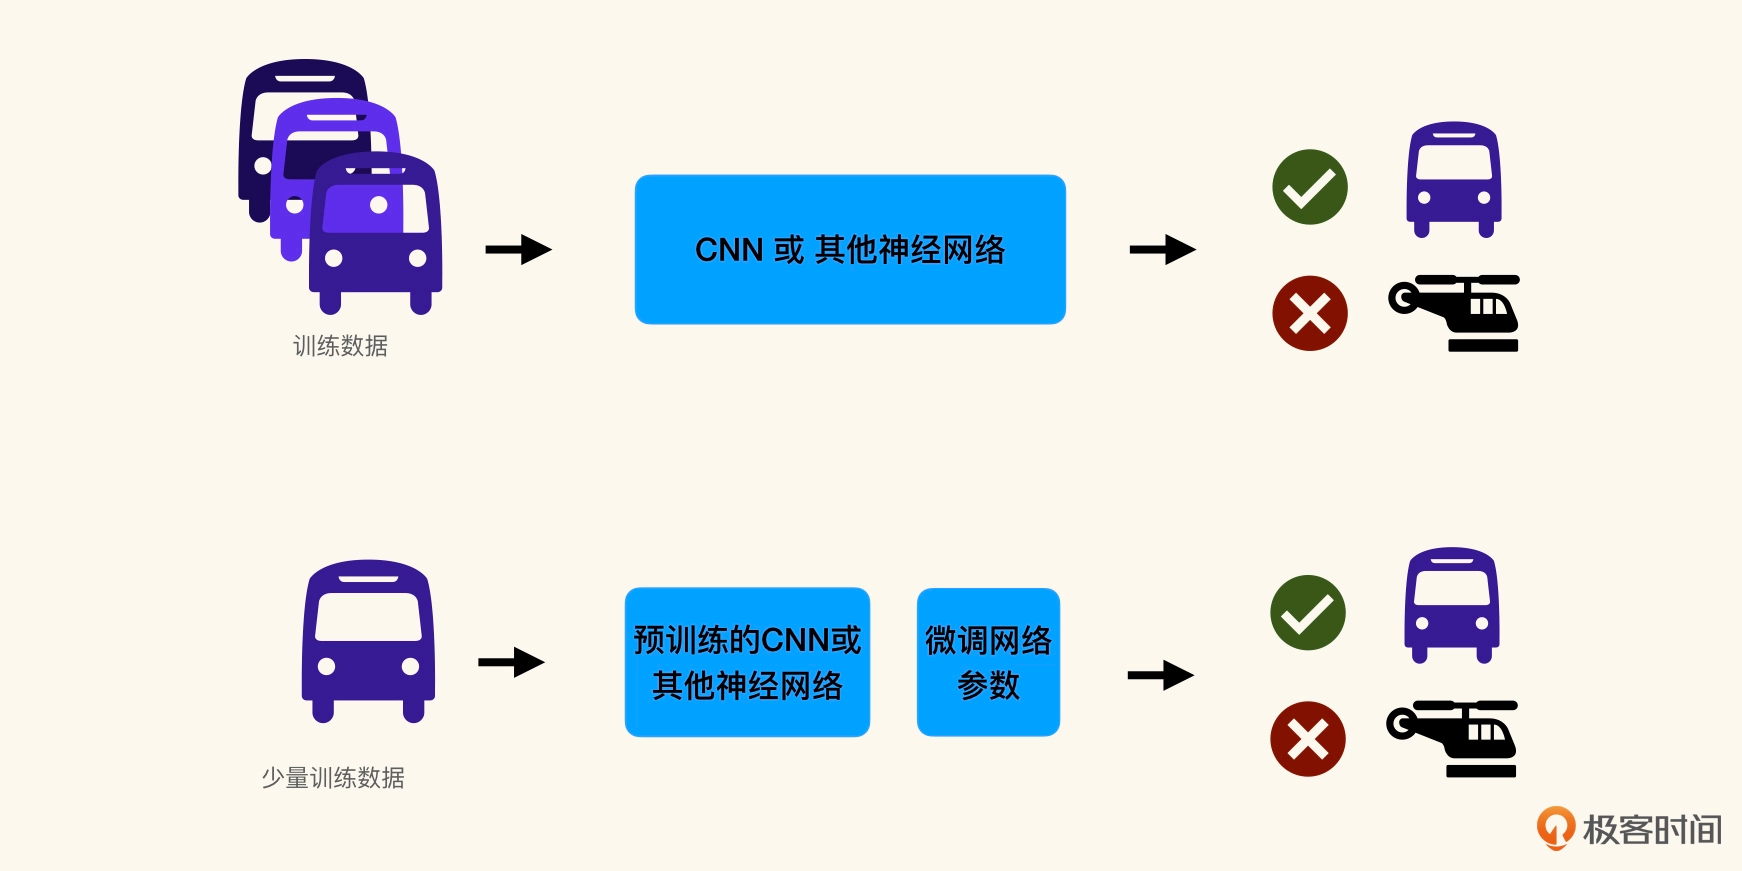 训练数据
CNN 或 其他神经网络
少量训练数据
预训练的CNN或
其他神经网络
微调网络
参数
极客时间